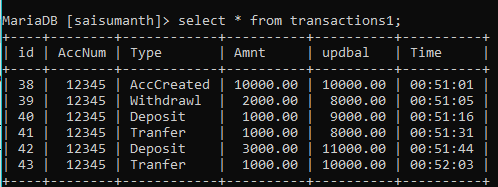 MariaDB [saisumanth]> select * from transactions1;
+----+--------+------------+----------+----------+----------+
| id | AccNum | Type       | Amnt     | updbal   | Time     |
+----+--------+------------+----------+----------+----------+
| 38 |  12345 | AccCreated | 10000.00 | 10000.00 | 00:51:01 |
| 39 |  12345 | Withdrawl  |  2000.00 |  8000.00 | 00:51:05 |
| 40 |  12345 | Deposit    |  1000.00 |  9000.00 | 00:51:16 |
| 41 |  12345 | Tranfer    |  1000.00 |  8000.00 | 00:51:31 |
| 42 |  12345 | Deposit    |  3000.00 | 11000.00 | 00:51:44 |
| 43 |  12345 | Tranfer    |  1000.00 | 10000.00 | 00:52:03 |
+----+--------+------------+----------+----------+----------+